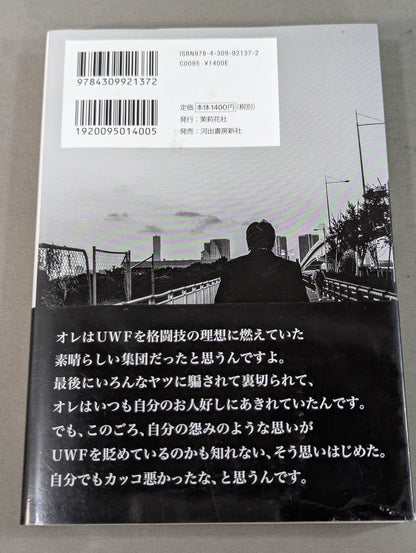 ISBN978-4-309-92137-2
C0095 ¥1400E
9784309921372
定価 本体1400円(税別)
発行:茉莉花社
発売:河出書房新社
1920095014005
オレはUWFを格闘技の理想に燃えていた
素晴らしい集団だったと思うんですよ。
最後にいろんなヤツに騙されて裏切られて、
オレはいつも自分のお人好しにあきれていたんです。
でも、このごろ、自分の怨みのような思いが
UWFを貶めているのかも知れない、そう思いはじめた。
自分でもカッコ悪かったな、と思うんです。